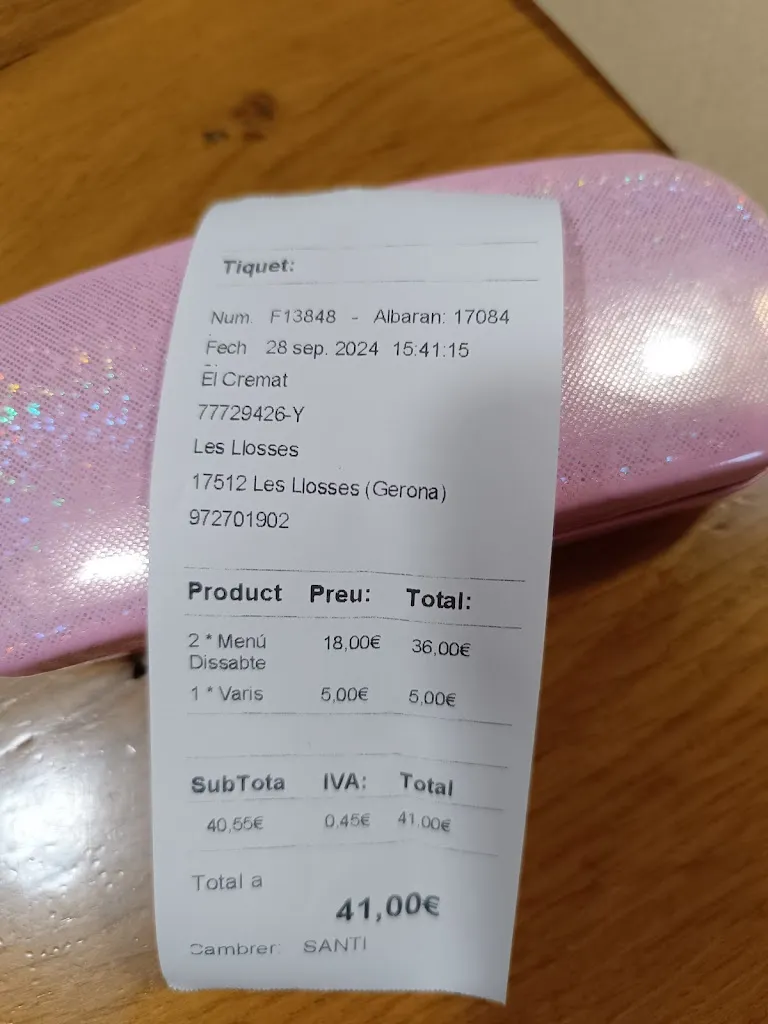 Tiquet:
Num. F13848 - Albaran: 17084
Fech 28 sep. 2024 15:41:15
El Cremat
77729426-Y
Les Llosses
17512 Les Llosses (Gerona)
972701902
Product Preu: Total:
2 * Menú 18,00€ 36,00€
Dissabte
1 * Varis 5,00€ 5,00€
SubTota IVA: Total
40,55€ 0,45€ 41,00€
Total a
41,00€
Cambrer: SANTI